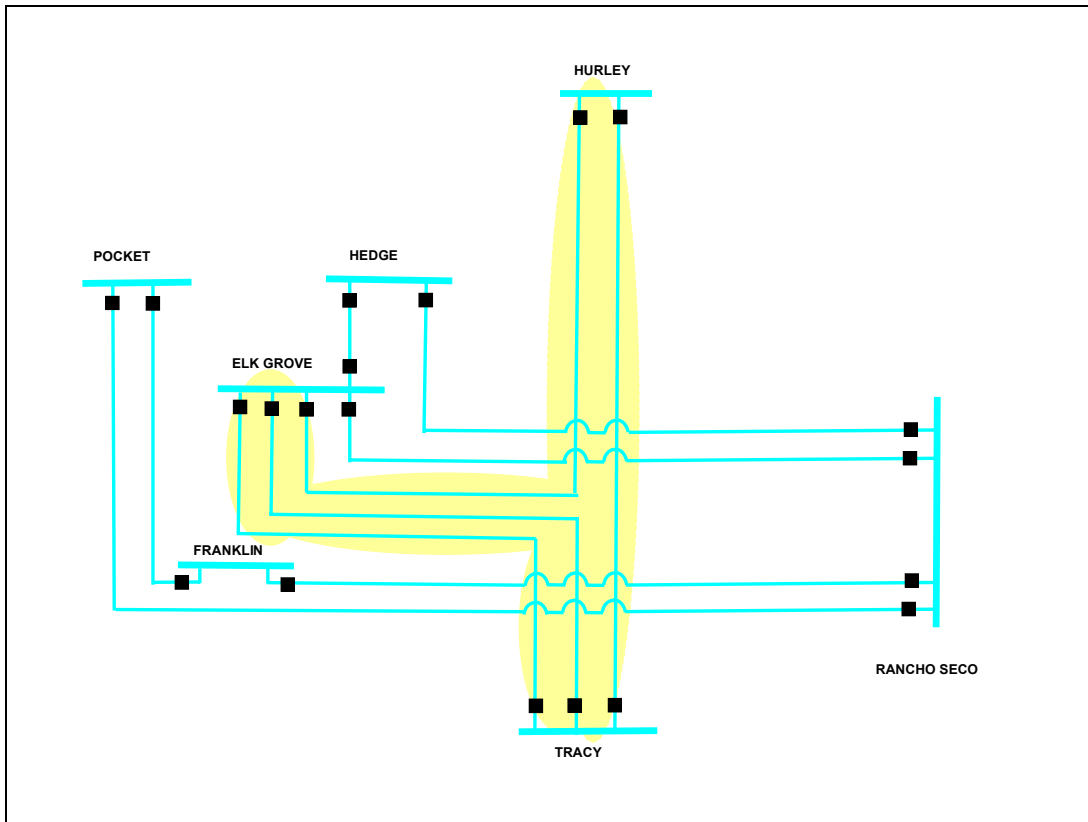 HURLEY
POCKET
HEDGE
ELK GROVE
FRANKLIN
RANCHO SECO
TRACY